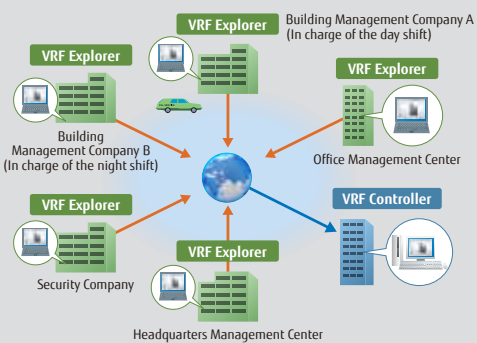 VRF Explorer
Building Management Company A
(In charge of the day shift)
VRF Explorer
Building
Management Company B
(In charge of the night shift)
VRF Explorer
Office Management Center
VRF Explorer
Security Company
VRF Controller
VRF Explorer
Headquarters Management Center